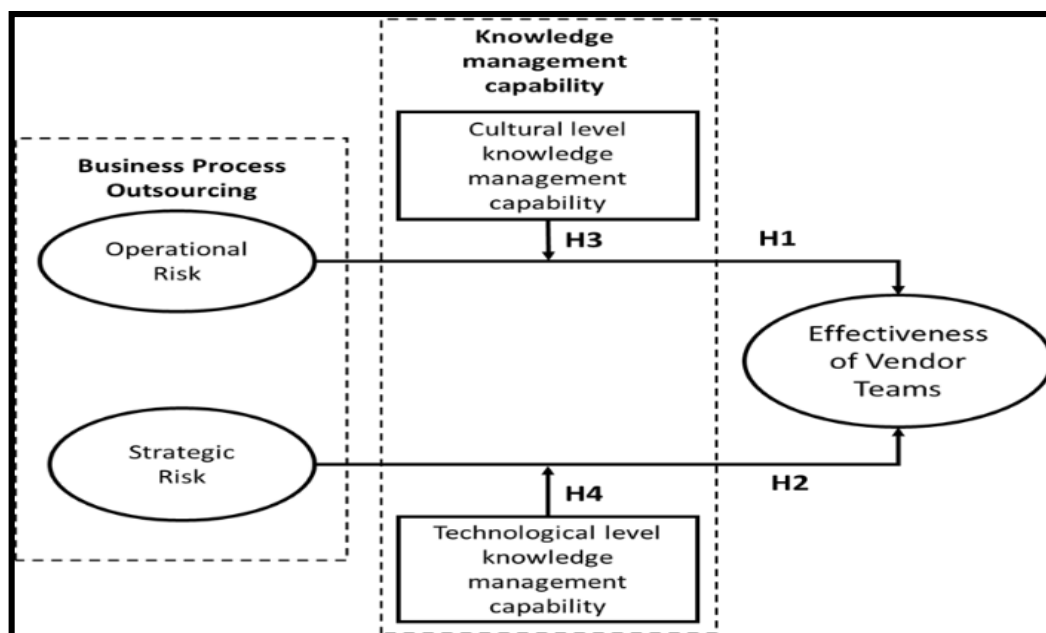 Knowledge
management
capability
Cultural level
knowledge
management
capability
Business Process
Outsourcing
Operational
Risk
H3
H1
Effectiveness
of Vendor
Teams
Strategic
Risk
H4
H2
Technological level
knowledge
management
capability